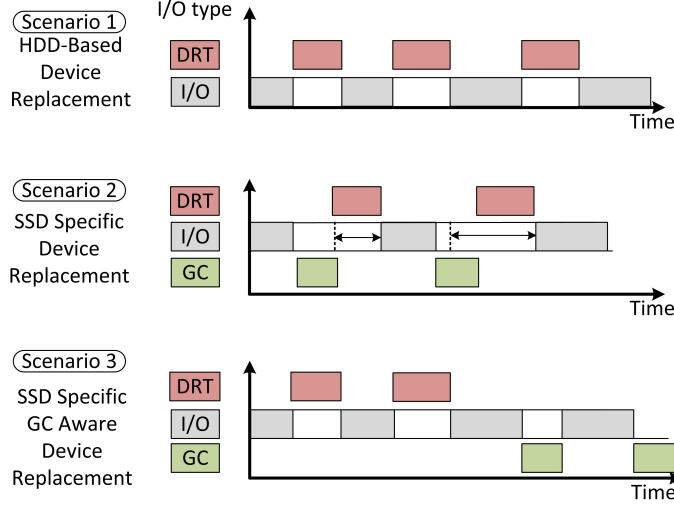 I/O type
Scenario 1
HDD-Based
Device
Replacement
DRT
I/O
Time
Scenario 2
SSD Specific
Device
Replacement
DRT
I/O
GC
Time
Scenario 3
SSD Specific
GC Aware
Device
Replacement
DRT
I/O
GC
Time